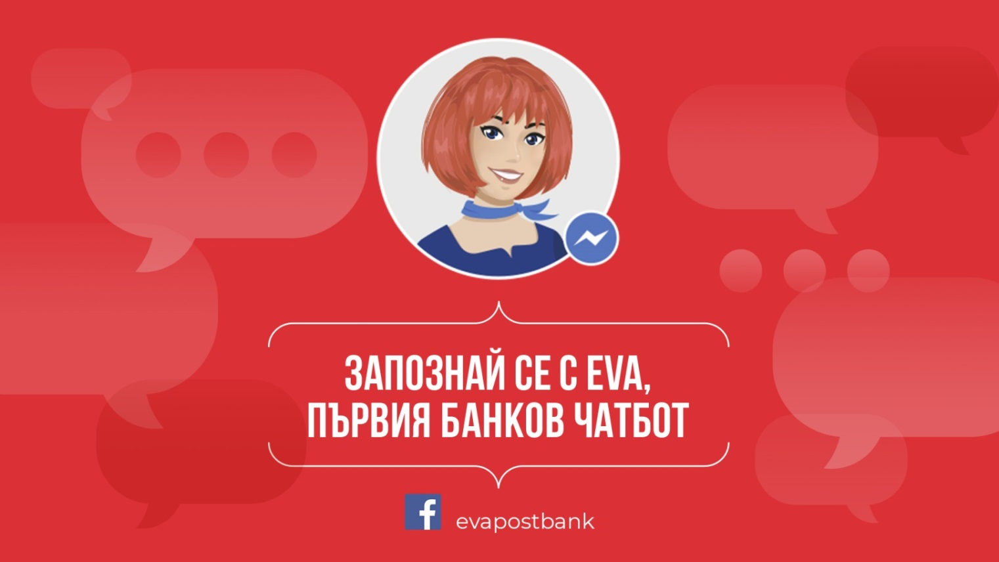 ЗАПОЗНАЙ СЕ С EVA,
ПЪРВИЯ БАНКОВ ЧАТБОТ
evapostbank